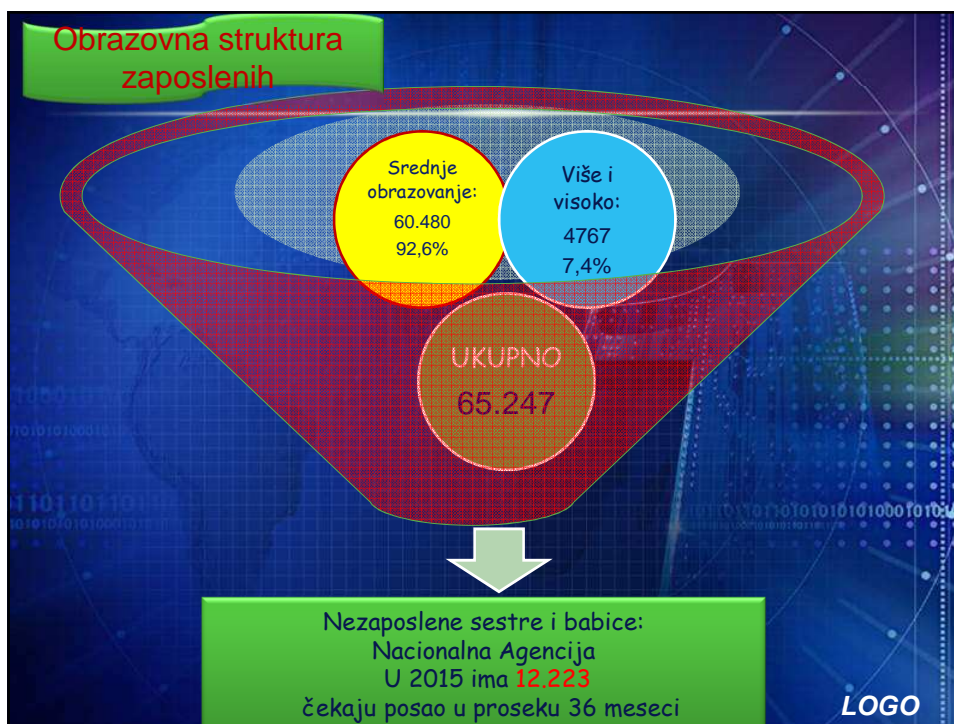 Obrazovna struktura
zaposlenih
Srednje
obrazovanje:
60.480
92,6%
Više i
visoko:
4767
7,4%
UKUPNO
65.247
Nezaposlene sestre i babice:
Nacionalna Agencija
U 2015 ima 12.223
čekaju posao u proseku 36 meseci
LOGO